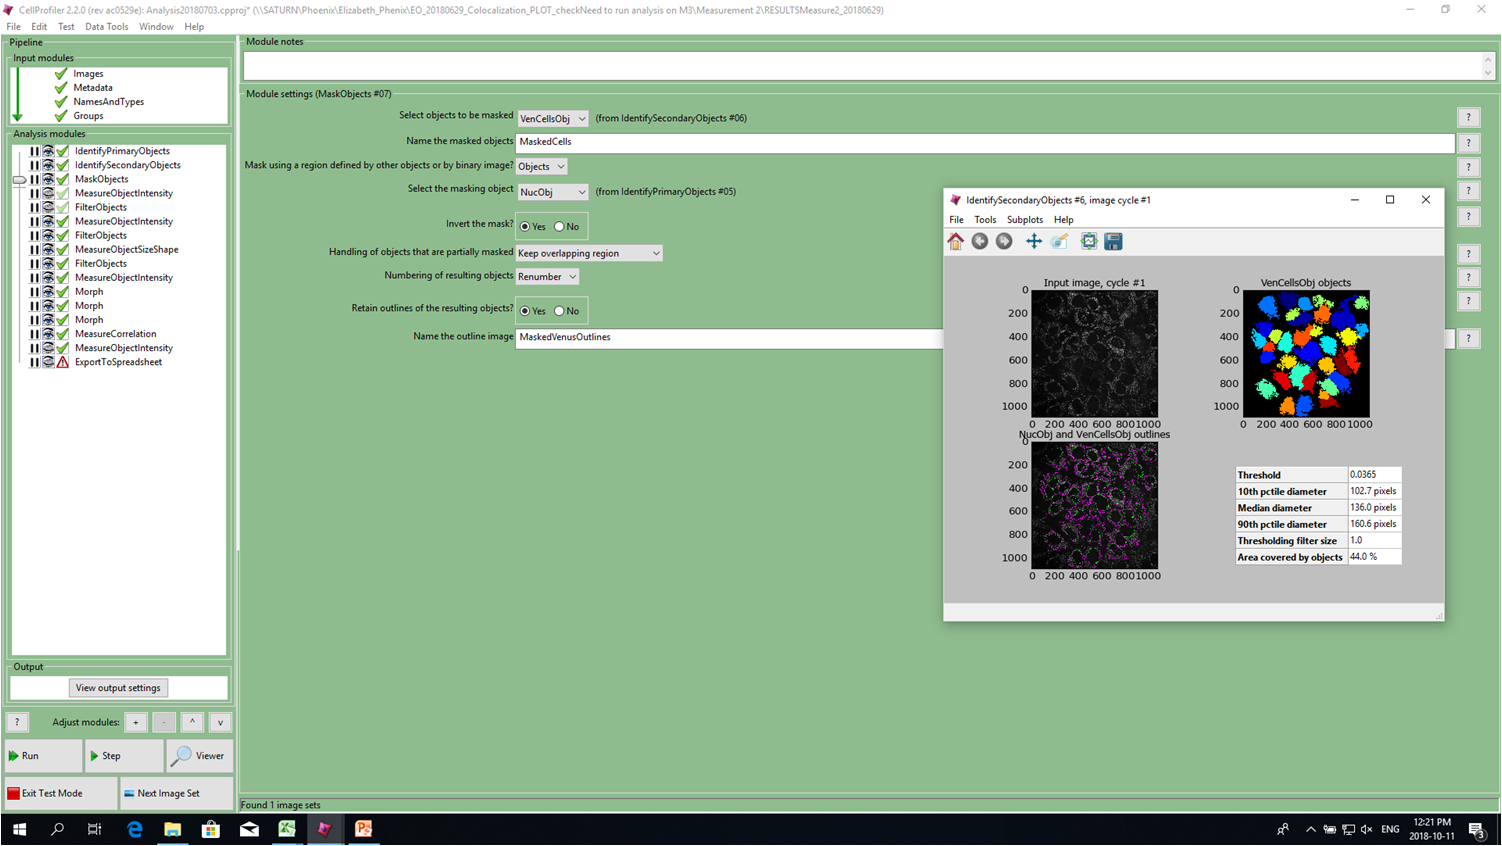 CellProfiler 2.2.0 (rev ac0529e): Analysis20180703.cpproj* (\\SATURN\Phoenix\Elizabeth_Phenix\EO_20180629_Colocalization_PLOT_checkNeed to run analysis on M3\Measurement 2\RESULTSMeasure2_20180629)
File Edit Test Data Tools Window Help
Pipeline
Input modules
Images
Metadata
NamesAndTypes
Groups
Analysis modules
IdentifyPrimaryObjects
IdentifySecondaryObjects
MaskObjects
MeasureObjectIntensity
FilterObjects
MeasureObjectIntensity
FilterObjects
MeasureObjectSizeShape
FilterObjects
MeasureObjectIntensity
Morph
Morph
Morph
MeasureCorrelation
MeasureObjectIntensity
ExportToSpreadsheet
Output
View output settings
? Adjust modules: + - ^ v
Run Step Viewer
Exit Test Mode Next Image Set
Module notes
Module settings (MaskObjects #07)
Select objects to be masked VenCellsObj (from IdentifySecondaryObjects #06) ?
Name the masked objects MaskedCells ?
Mask using a region defined by other objects or by binary image? Objects ?
Select the masking object NucObj (from IdentifyPrimaryObjects #05) ?
Invert the mask? Yes No ?
Handling of objects that are partially masked Keep overlapping region ?
Numbering of resulting objects Renumber ?
Retain outlines of the resulting objects? Yes No ?
Name the outline image MaskedVenusOutlines ?
Found 1 image sets
IdentifySecondaryObjects #6, image cycle #1
File Tools Subplots Help
Input image, cycle #1
0
200
400
600
800
1000
0 200 400 600 800 1000
VenCellsObj objects
0
200
400
600
800
1000
0 200 400 600 800 1000
NucObj and VenCellsObj outlines
0
200
400
600
800
1000
0 200 400 600 800 1000
Threshold 0.0365
10th pctile diameter 102.7 pixels
Median diameter 136.0 pixels
90th pctile diameter 160.6 pixels
Thresholding filter size 1.0
Area covered by objects 44.0 %
ENG
12:21 PM
2018-10-11
3